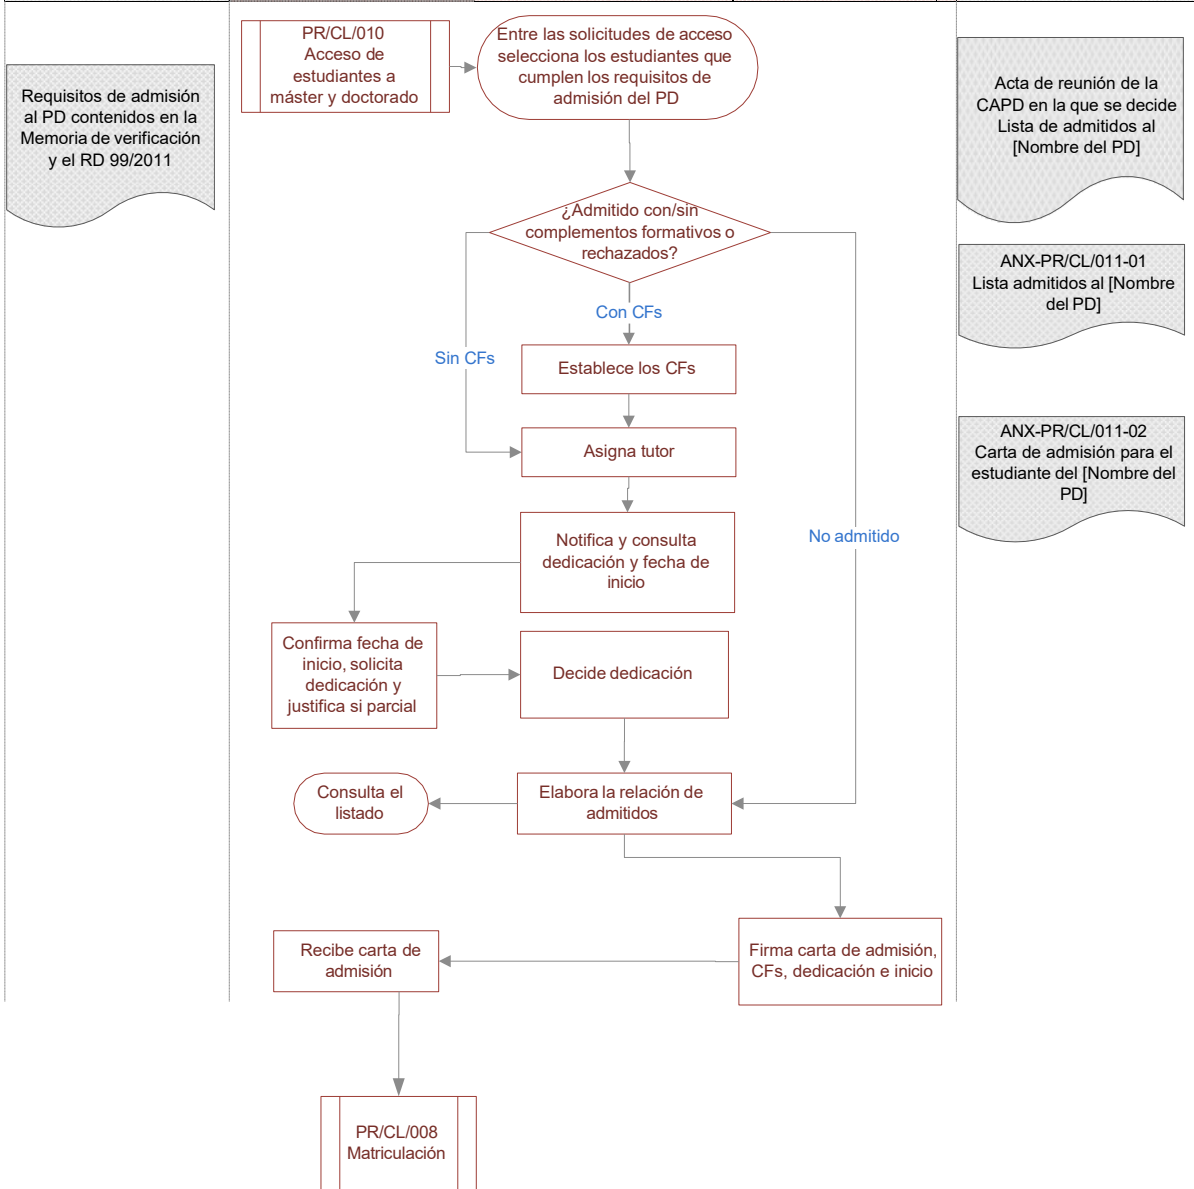 PR/CL/010
Acceso de
estudiantes a
máster y doctorado
Entre las solicitudes de acceso
selecciona los estudiantes que
cumplen los requisitos de
admisión del PD
Requisitos de admisión
al PD contenidos en la
Memoria de verificación
y el RD 99/2011
Acta de reunión de la
CAPD en la que se decide
Lista de admitidos al
[Nombre del PD]
¿Admitido con/sin
complementos formativos o
rechazados?
ANX-PR/CL/011-01
Lista admitidos al [Nombre
del PD]
Con CFs
Sin CFs
Establece los CFs
Asigna tutor
ANX-PR/CL/011-02
Carta de admisión para el
estudiante del [Nombre del
PD]
Notifica y consulta
dedicación y fecha de
inicio
No admitido
Confirma fecha de
inicio, solicita
dedicación y
justifica si parcial
Decide dedicación
Consulta el
listado
Elabora la relación de
admitidos
Recibe carta de
admisión
Firma carta de admisión,
CFs, dedicación e inicio
PR/CL/008
Matriculación